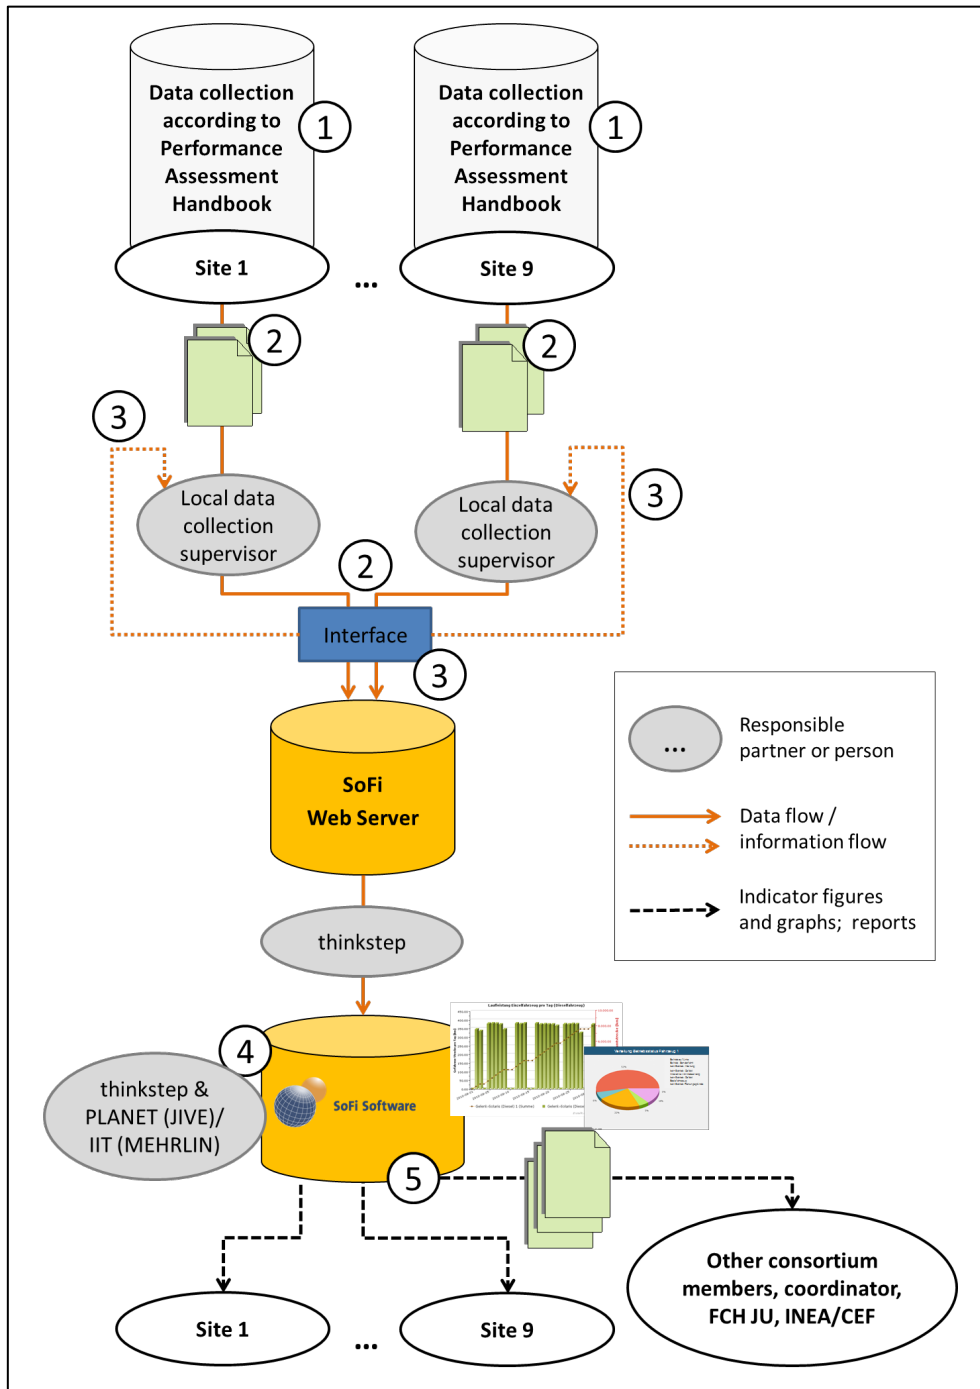 Data collection
according to
Performance
Assessment
Handbook
1
Data collection
according to
Performance
Assessment
Handbook
1
Site 1
...
Site 9
2
2
3
3
Local data
collection
supervisor
Local data
collection
supervisor
2
Interface
3
SoFi
Web Server
...
Responsible
partner or person
Data flow /
information flow
Indicator figures
and graphs; reports
thinkstep
4
thinkstep &
PLANET (JIVE)/
IIT (MEHRLIN)
SoFi Software
5
Other consortium
members, coordinator,
FCH JU, INEA/CEF
Site 1
...
Site 9